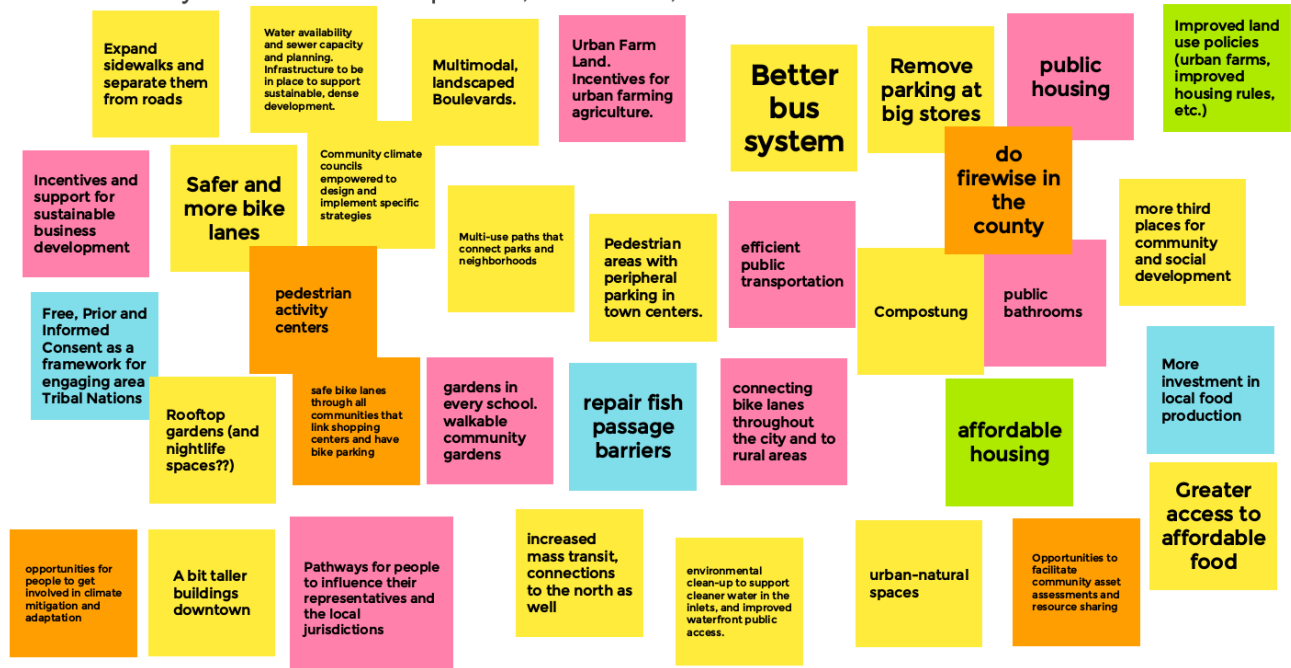 Expand
sidewalks and
separate them
from roads
Water availability
and sewer capacity
and planning.
Infrastructure to be
in place to support
sustainable, dense
development.
Multimodal,
landscaped
Boulevards.
Urban Farm
Land.
Incentives for
urban farming
agriculture.
Better
bus
system
Remove
parking at
big stores
public
housing
Improved land
use policies
(urban farms,
improved
housing rules,
etc.)
Incentives and
support for
sustainable
business
development
Safer and
more bike
lanes
Community climate
councils
empowered to
design and
implement specific
strategies
Multi-use paths that
connect parks and
neighborhoods
Pedestrian
areas with
peripheral
parking in
town centers.
efficient
public
transportation
do
firewise in
the
county
more third
places for
community
and social
development
Free, Prior and
Informed
Consent as a
framework for
engaging area
Tribal Nations
pedestrian
activity
centers
Compostung
public
bathrooms
More
investment in
local food
production
Rooftop
gardens (and
nightlife
spaces??)
safe bike lanes
through all
communities that
link shopping
centers and have
bike parking
gardens in
every school.
walkable
community
gardens
repair fish
passage
barriers
connecting
bike lanes
throughout
the city and to
rural areas
affordable
housing
Greater
access to
affordable
food
opportunities for
people to get
involved in climate
mitigation and
adaptation
A bit taller
buildings
downtown
Pathways for people
to influence their
representatives and
the local
jurisdictions
increased
mass transit,
connections
to the north as
well
environmental
clean-up to support
cleaner water in the
inlets, and improved
waterfront public
access.
urban-natural
spaces
Opportunities to
facilitate
community asset
assessments and
resource sharing